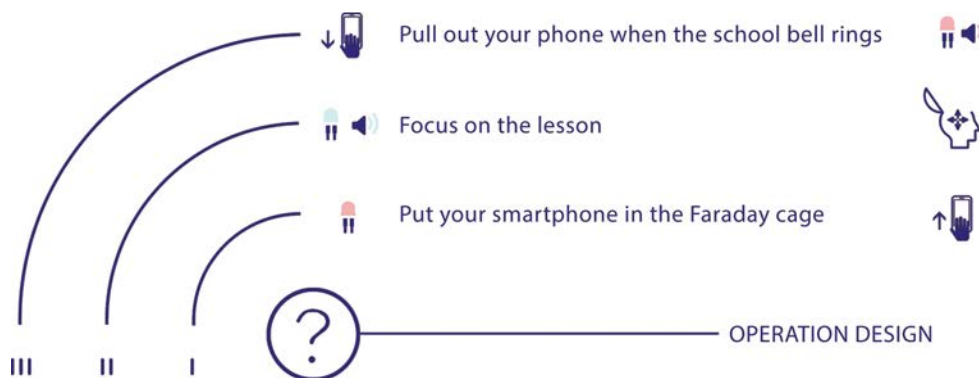 Pull out your phone when the school bell rings
Focus on the lesson
Put your smartphone in the Faraday cage
?
OPERATION DESIGN
III II I